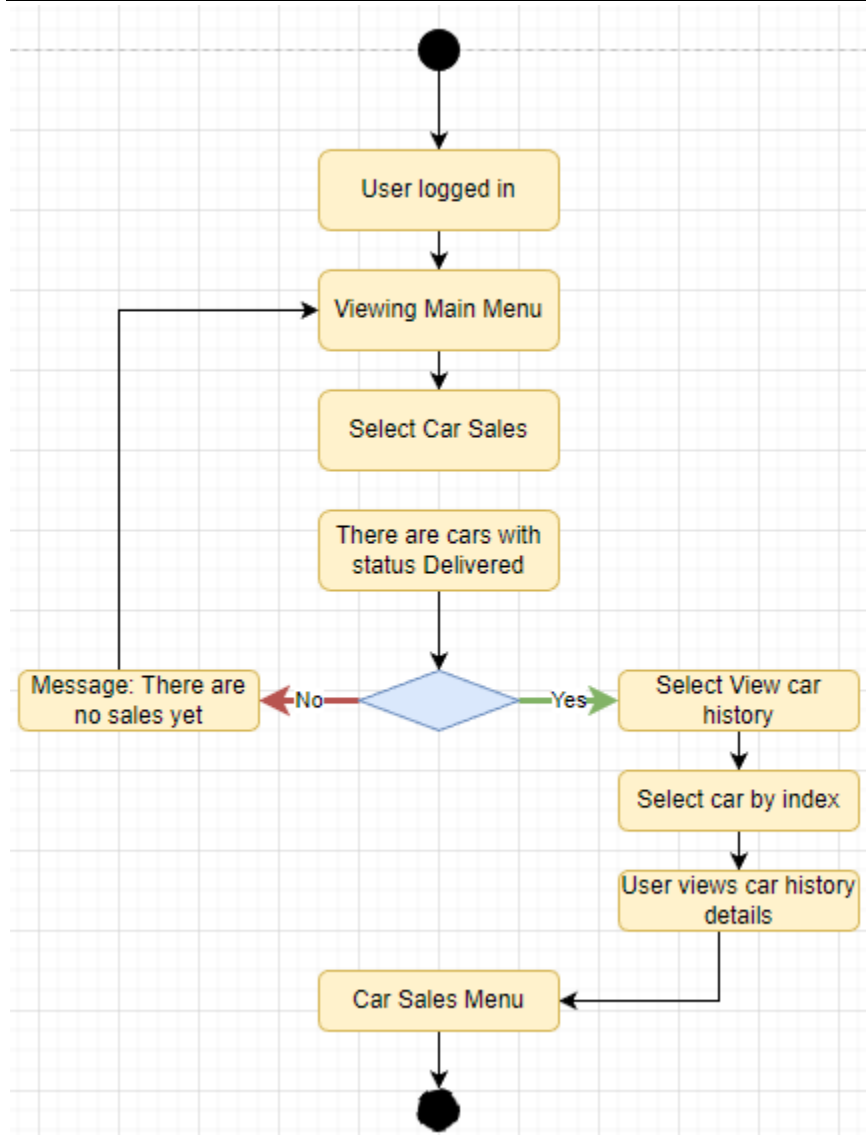 User logged in
Viewing Main Menu
Select Car Sales
There are cars with
status Delivered
Message: There are
no sales yet
No
Yes
Select View car
history
Select car by index
User views car history
details
Car Sales Menu